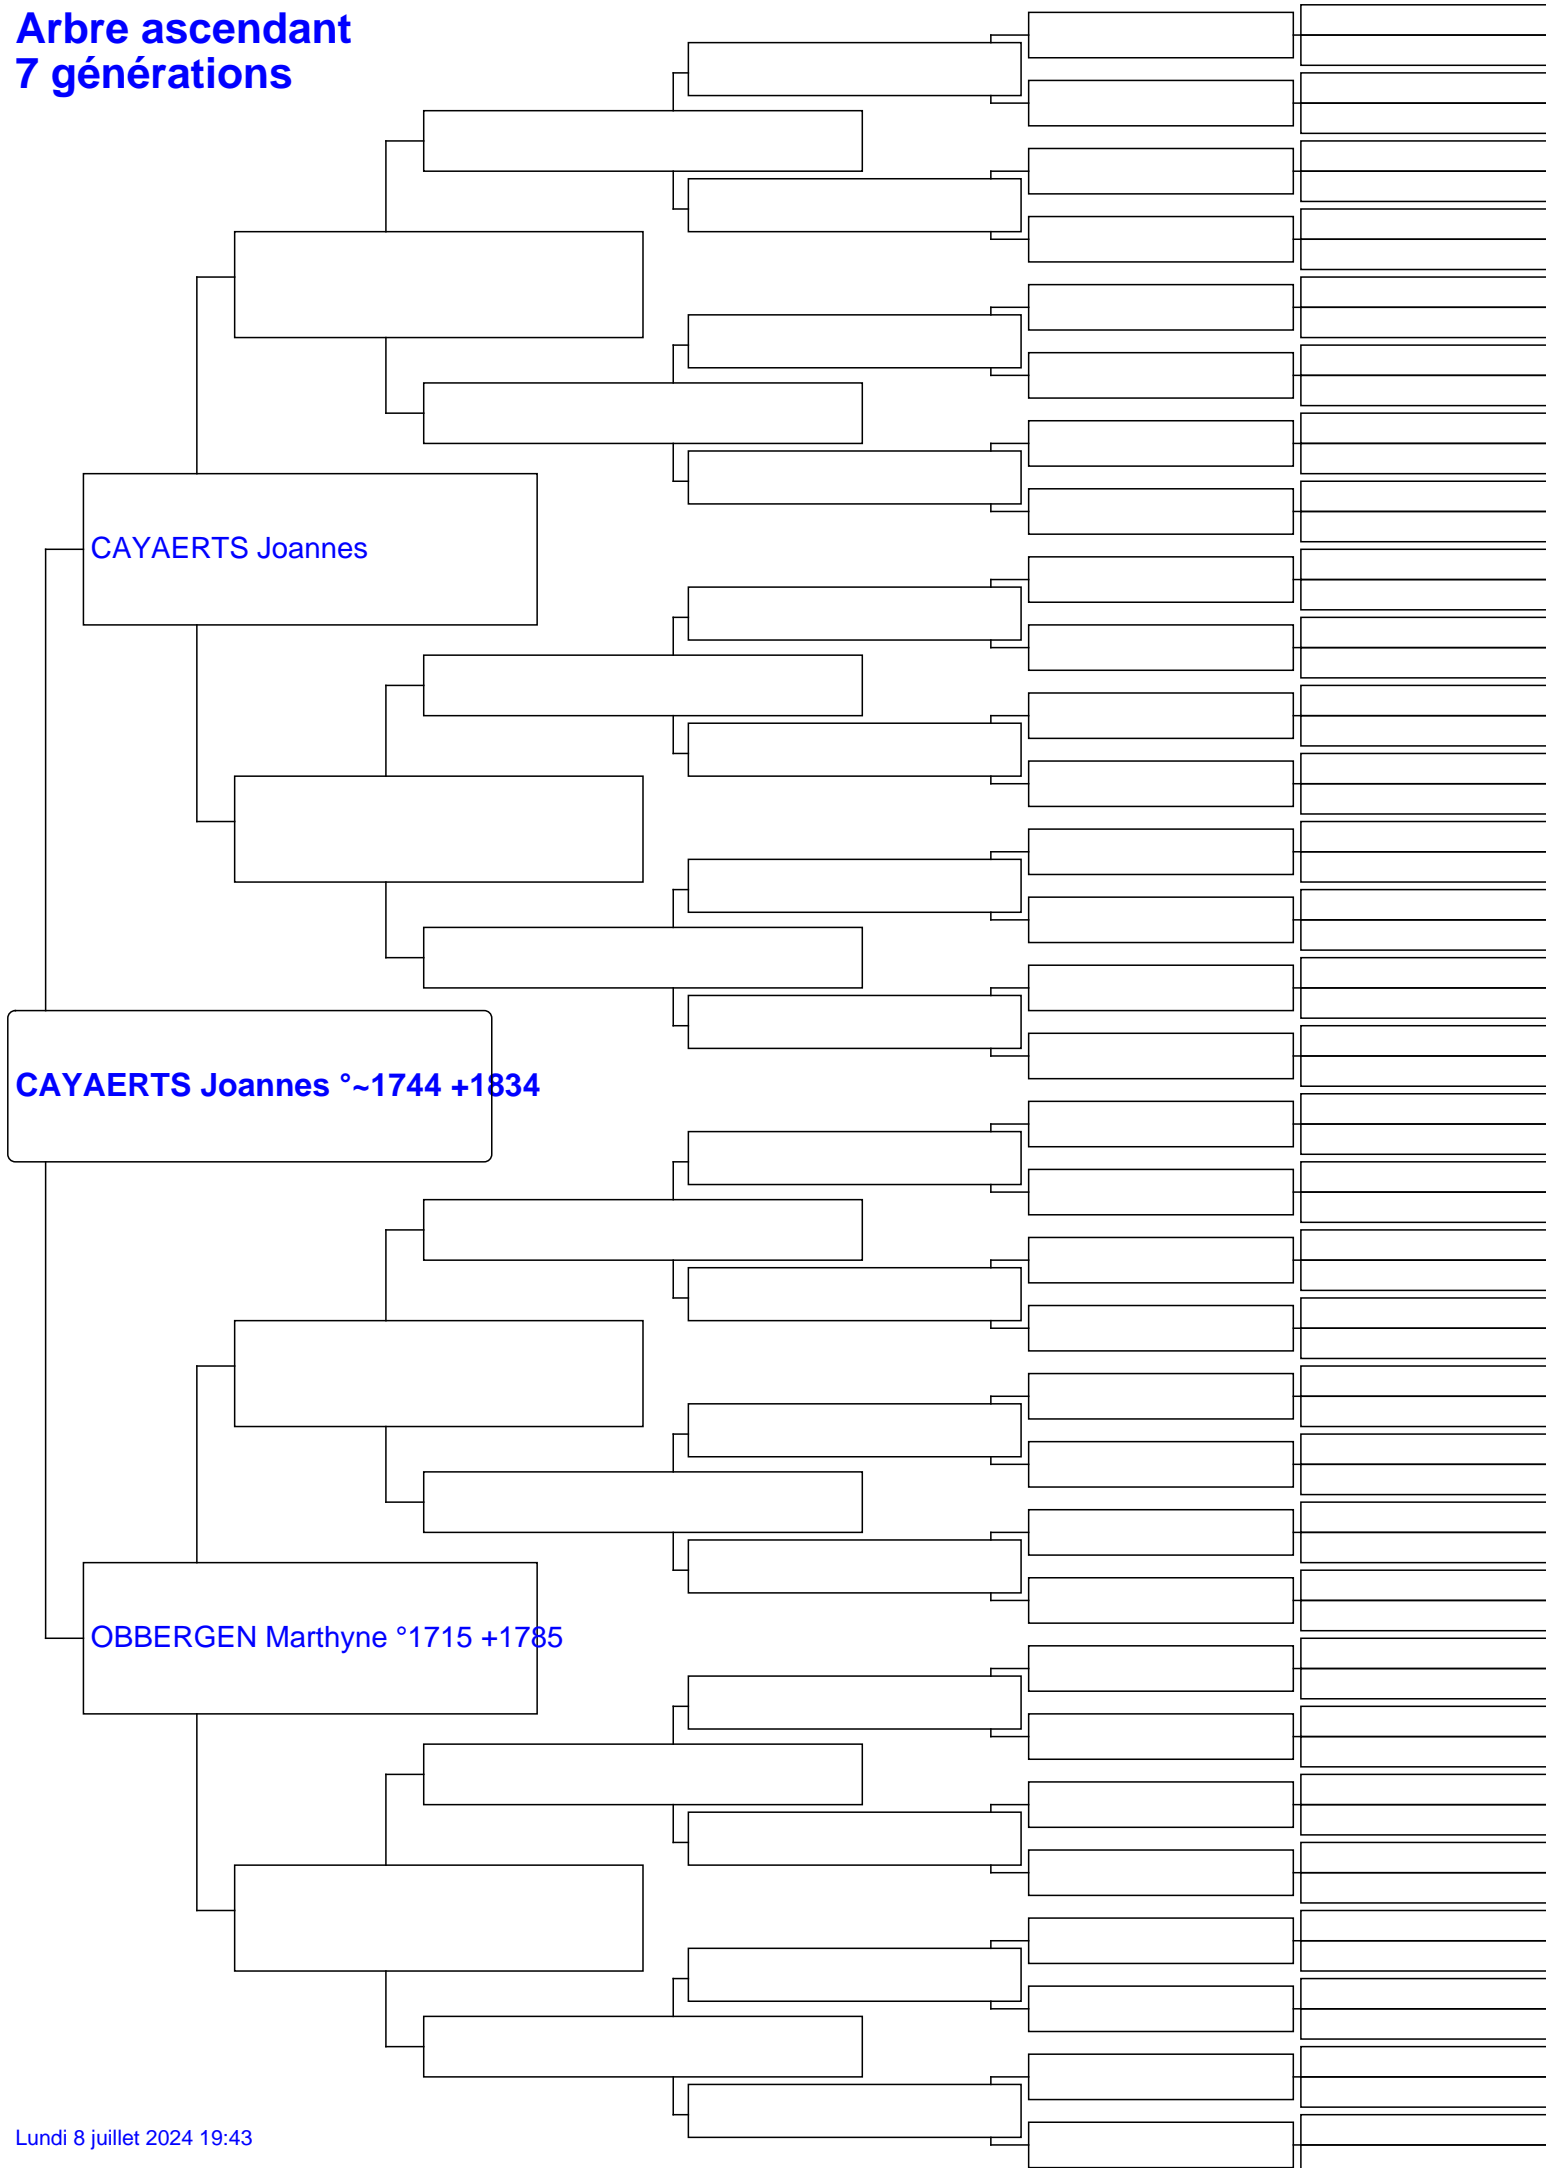 Arbre ascendant
7 générations
CAYAERTS Joannes
CAYAERTS Joannes °~1744 +1834
OBBERGEN Marthyne °1715 +1785
Lundi 8 juillet 2024 19:43